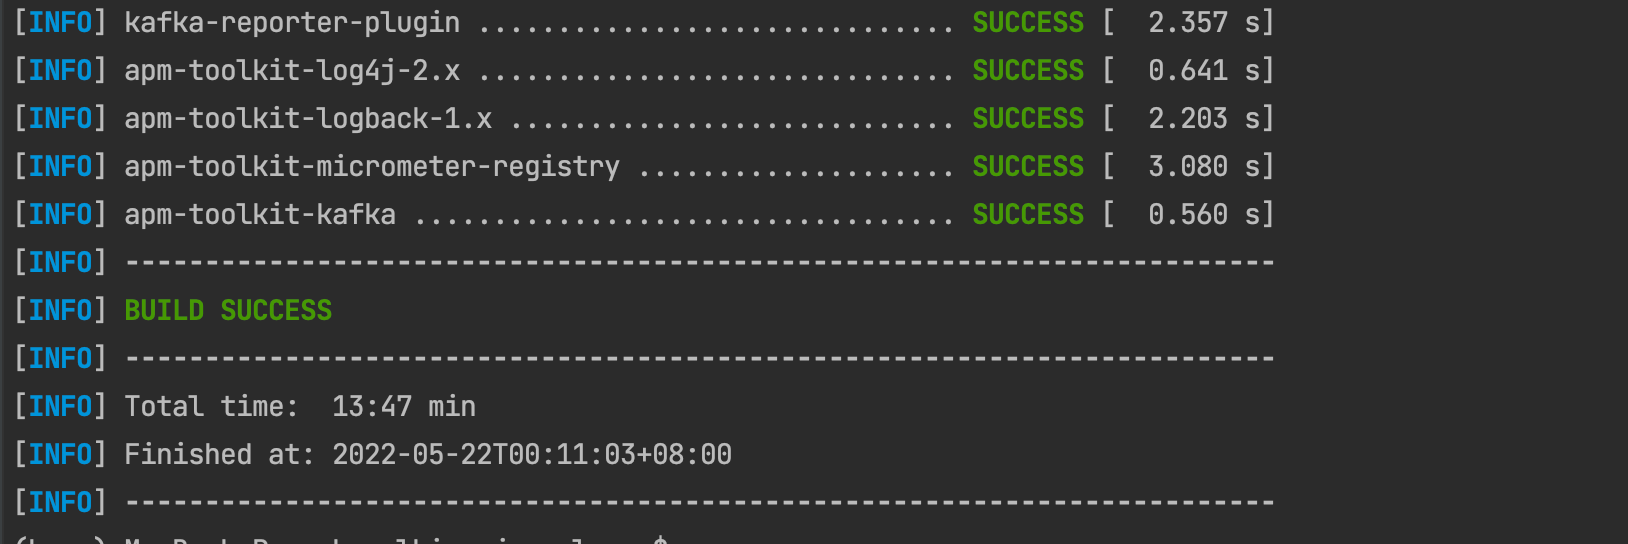 [INFO] kafka-reporter-plugin .............................. SUCCESS [  2.357 s]
[INFO] apm-toolkit-log4j-2.x .............................. SUCCESS [  0.641 s]
[INFO] apm-toolkit-logback-1.x ............................ SUCCESS [  2.203 s]
[INFO] apm-toolkit-micrometer-registry .................... SUCCESS [  3.080 s]
[INFO] apm-toolkit-kafka .................................. SUCCESS [  0.560 s]
[INFO] ------------------------------------------------------------------------
[INFO] BUILD SUCCESS
[INFO] ------------------------------------------------------------------------
[INFO] Total time:  13:47 min
[INFO] Finished at: 2022-05-22T00:11:03+08:00
[INFO] ------------------------------------------------------------------------